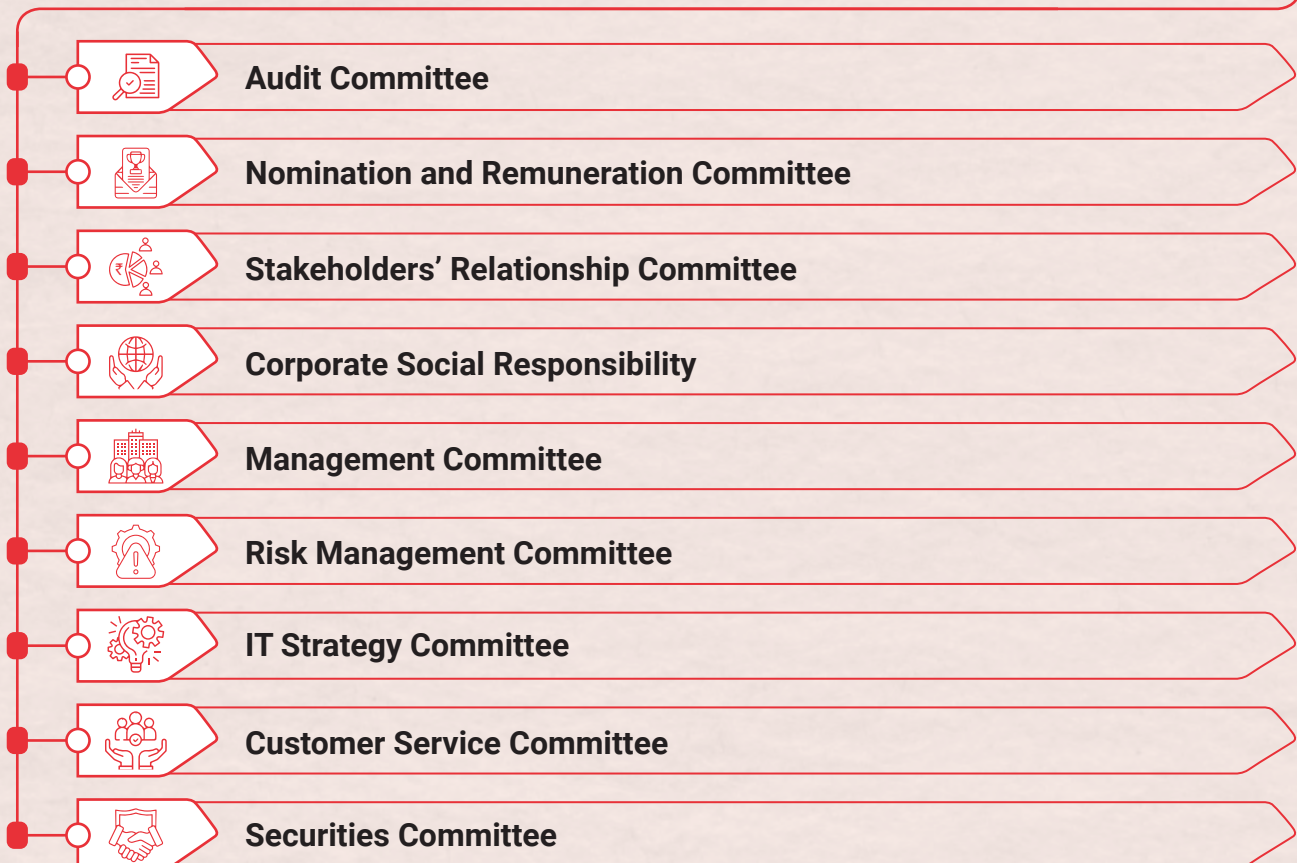 Audit Committee
Nomination and Remuneration Committee
Stakeholders’ Relationship Committee
Corporate Social Responsibility
Management Committee
Risk Management Committee
IT Strategy Committee
Customer Service Committee
Securities Committee